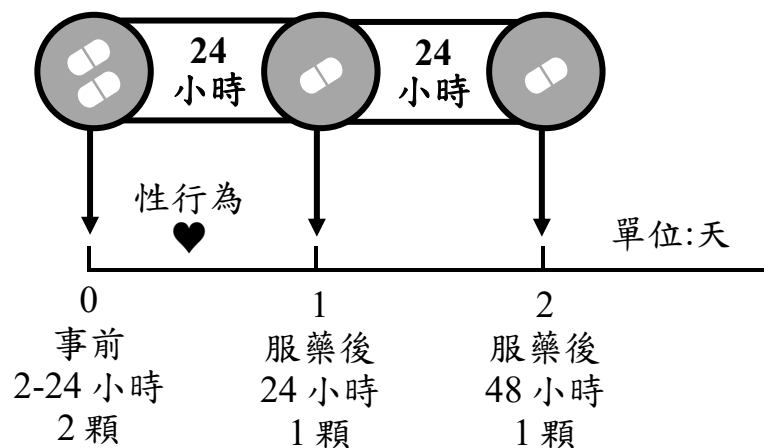 24
小時
24
小時
性行為
單位:天
0
事前
2-24 小時
2 顆
1
服藥後
24 小時
1 顆
2
服藥後
48 小時
1 顆